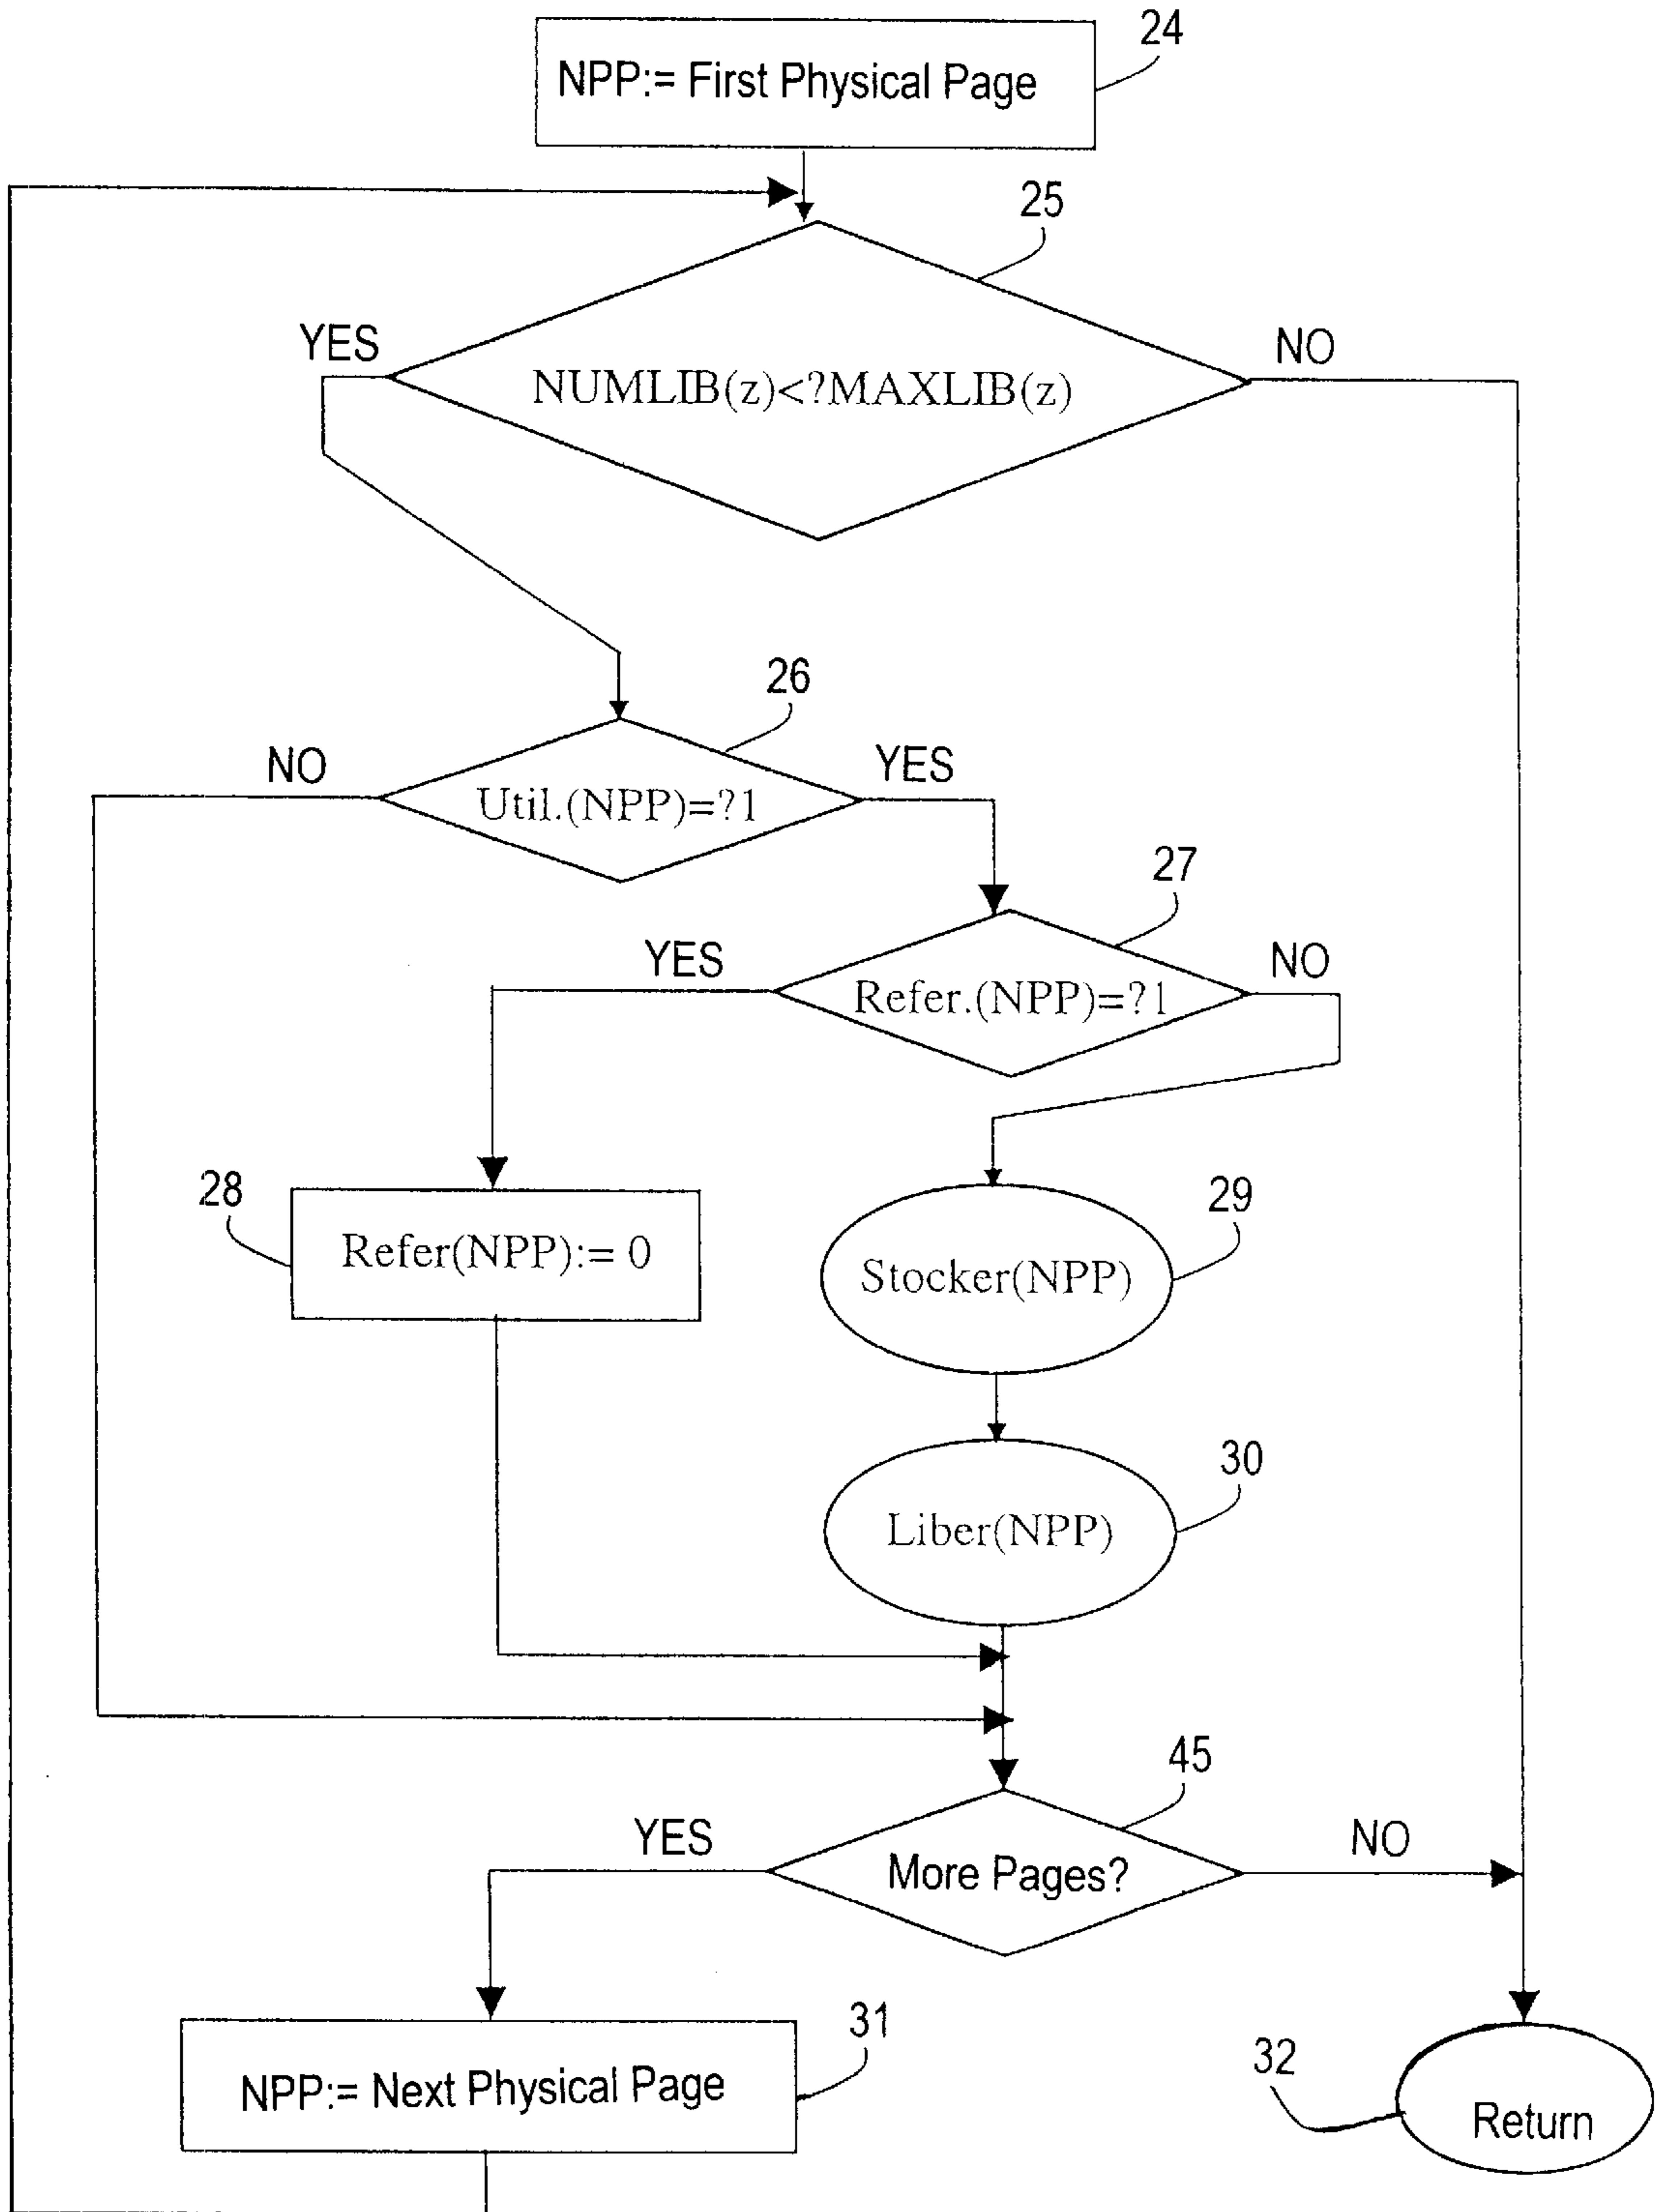 24
NPP:= First Physical Page
25
YES
NO
NUMLIB(z)<?MAXLIB(z)
26
NO
YES
Util.(NPP)=?1
27
YES
NO
Refer.(NPP)=?1
28
29
Refer(NPP):= 0
Stocker(NPP)
30
Liber(NPP)
45
YES
NO
More Pages?
31
32
NPP:= Next Physical Page
Return